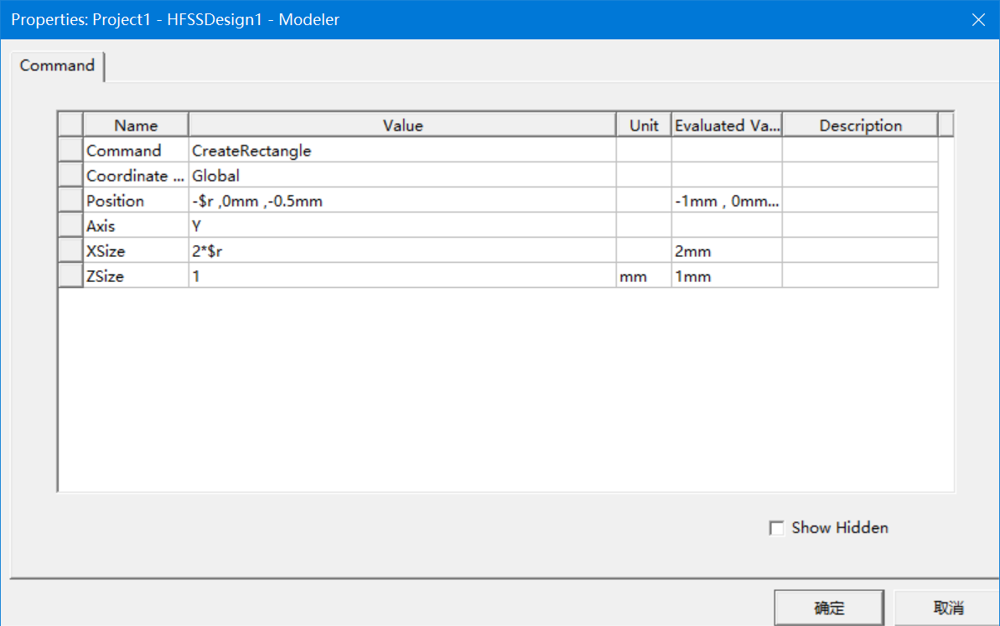 Properties: Project1 - HFSSDesign1 - Modeler
Command
Name Value Unit Evaluated Va... Description
Command CreateRectangle
Coordinate ... Global
Position -$r ,0mm ,-0.5mm -1mm , 0mm...
Axis Y
XSize 2*$r 2mm
ZSize 1 mm 1mm
Show Hidden
确定 取消